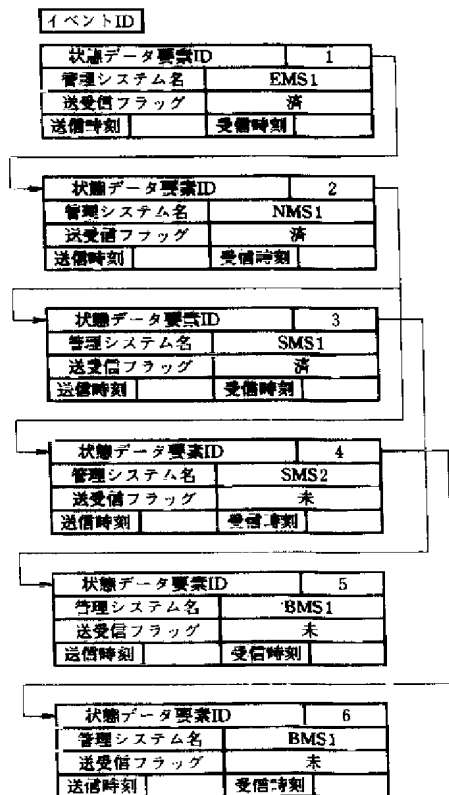 イベントID
状態データ要素ID 1
管理システム名 EMS1
送受信フラッグ 済
送信時刻 受信時刻
状態データ要素ID 2
管理システム名 NMS1
送受信フラッグ 済
送信時刻 受信時刻
状態データ要素ID 3
管理システム名 SMS1
送受信フラッグ 済
送信時刻 受信時刻
状態データ要素ID 4
管理システム名 SMS2
送受信フラッグ 未
送信時刻 受信時刻
状態データ要素ID 5
管理システム名 BMS1
送受信フラッグ 未
送信時刻 受信時刻
状態データ要素ID 6
管理システム名 BMS1
送受信フラッグ 未
送信時刻 受信時刻